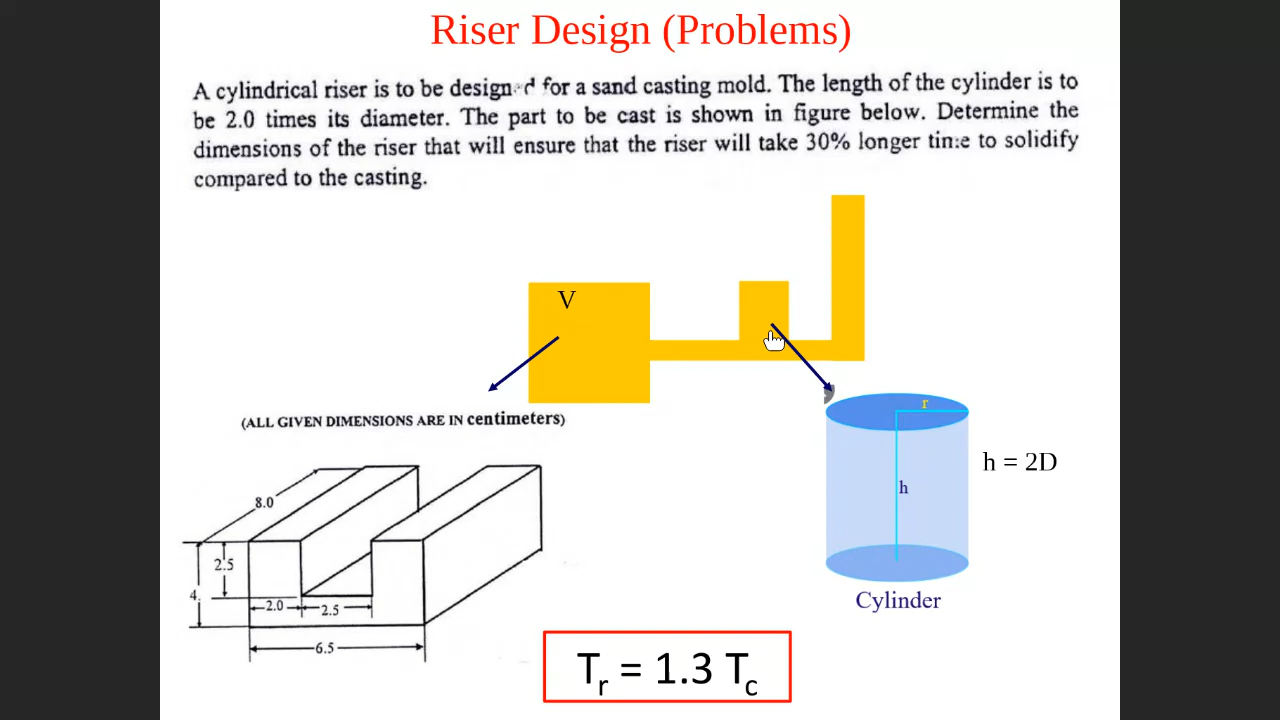 Riser Design (Problems)
A cylindrical riser is to be designed for a sand casting mold. The length of the cylinder is to
be 2.0 times its diameter. The part to be cast is shown in figure below. Determine the
dimensions of the riser that will ensure that the riser will take 30% longer time to solidify
compared to the casting.
V
(ALL GIVEN DIMENSIONS ARE IN centimeters)
r
h = 2D
h
8.0
2.5
4.
2.0
2.5
6.5
Cylinder
Tr = 1.3 Tc